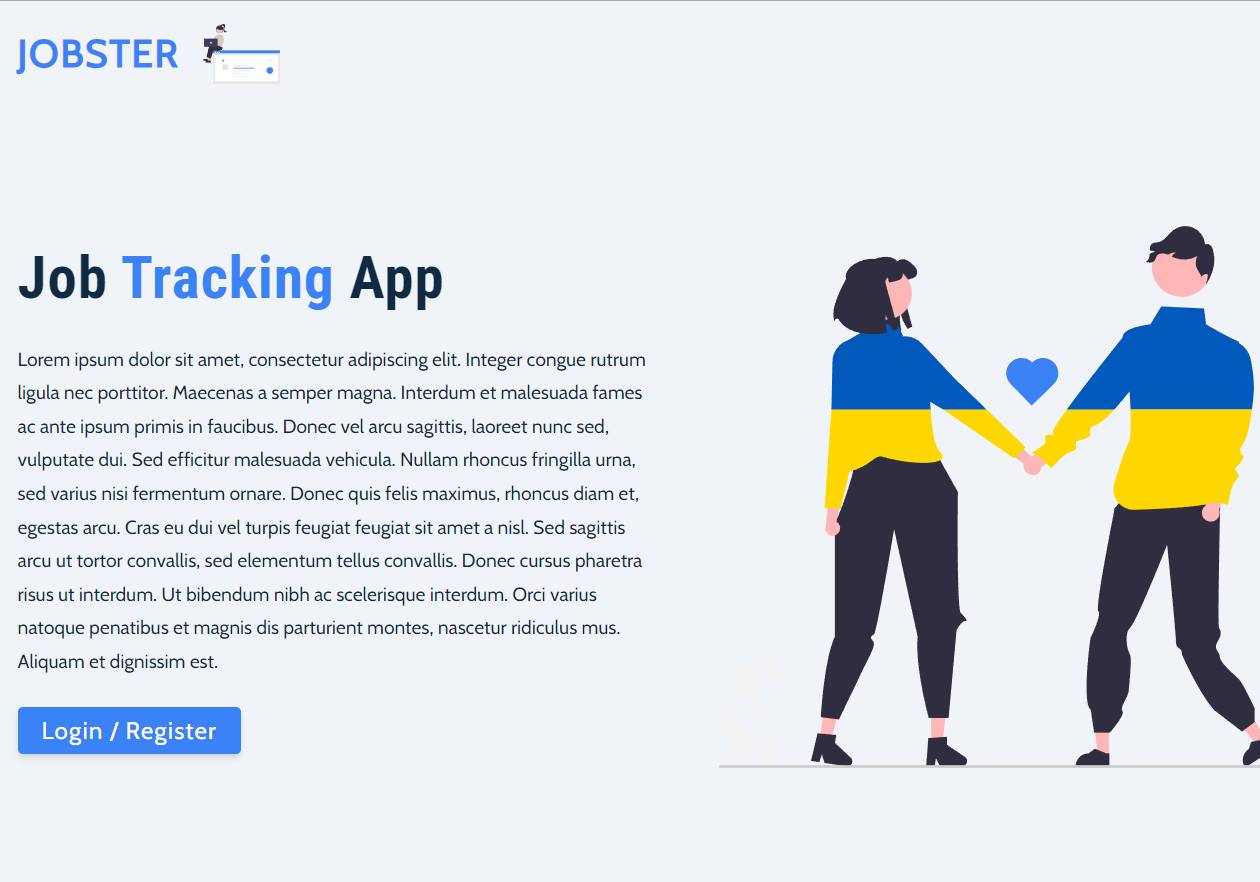 JOBSTER
Job Tracking App
Lorem ipsum dolor sit amet, consectetur adipiscing elit. Integer congue rutrum
ligula nec porttitor. Maecenas a semper magna. Interdum et malesuada fames
ac ante ipsum primis in faucibus. Donec vel arcu sagittis, laoreet nunc sed,
vulputate dui. Sed efficitur malesuada vehicula. Nullam rhoncus fringilla urna,
sed varius nisi fermentum ornare. Donec quis felis maximus, rhoncus diam et,
egestas arcu. Cras eu dui vel turpis feugiat feugiat sit amet a nisl. Sed sagittis
arcu ut tortor convallis, sed elementum tellus convallis. Donec cursus pharetra
risus ut interdum. Ut bibendum nibh ac scelerisque interdum. Orci varius
natoque penatibus et magnis dis parturient montes, nascetur ridiculus mus.
Aliquam et dignissim est.
Login / Register